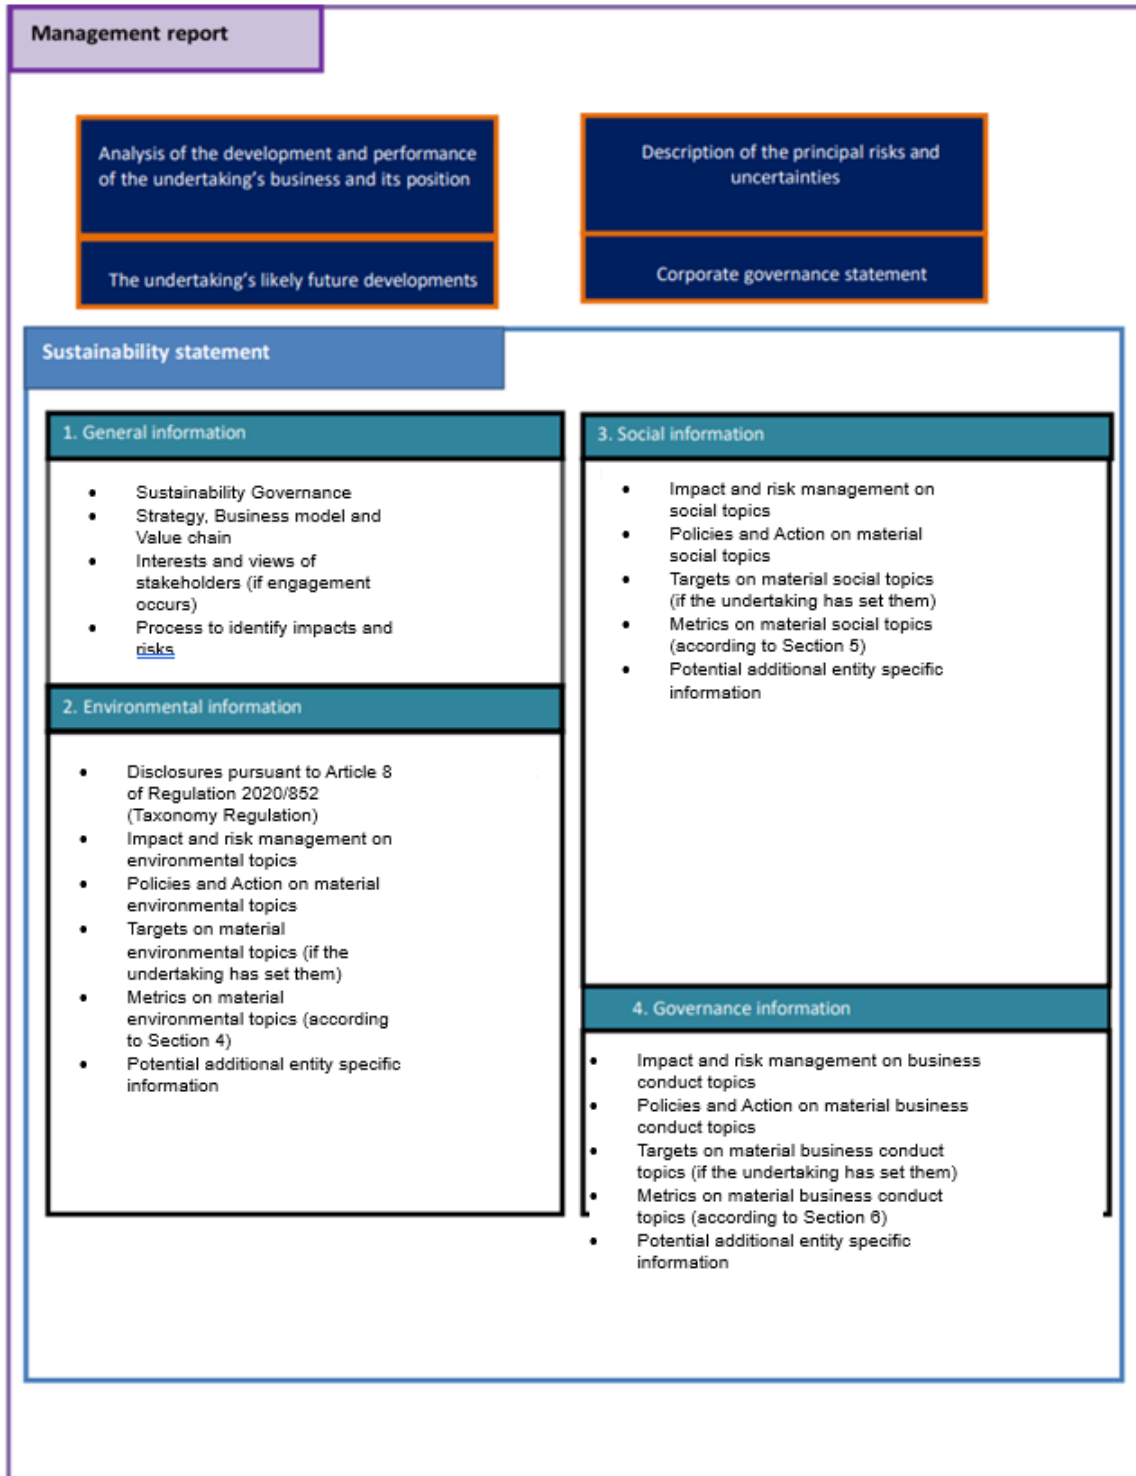 Management report
Analysis of the development and performance
of the undertaking's business and its position
Description of the principal risks and
uncertainties
The undertaking's likely future developments
Corporate governance statement
Sustainability statement
1. General information
• Sustainability Governance
• Strategy, Business model and
Value chain
• Interests and views of
stakeholders (if engagement
occurs)
• Process to identify impacts and
risks
2. Environmental information
• Disclosures pursuant to Article 8
of Regulation 2020/852
(Taxonomy Regulation)
• Impact and risk management on
environmental topics
• Policies and Action on material
environmental topics
• Targets on material
environmental topics (if the
undertaking has set them)
• Metrics on material
environmental topics (according
to Section 4)
• Potential additional entity specific
information
3. Social information
• Impact and risk management on
social topics
• Policies and Action on material
social topics
• Targets on material social topics
(if the undertaking has set them)
• Metrics on material social topics
(according to Section 5)
• Potential additional entity specific
information
4. Governance information
• Impact and risk management on business
conduct topics
• Policies and Action on material business
conduct topics
• Targets on material business conduct
topics (if the undertaking has set them)
• Metrics on material business conduct
topics (according to Section 6)
• Potential additional entity specific
information